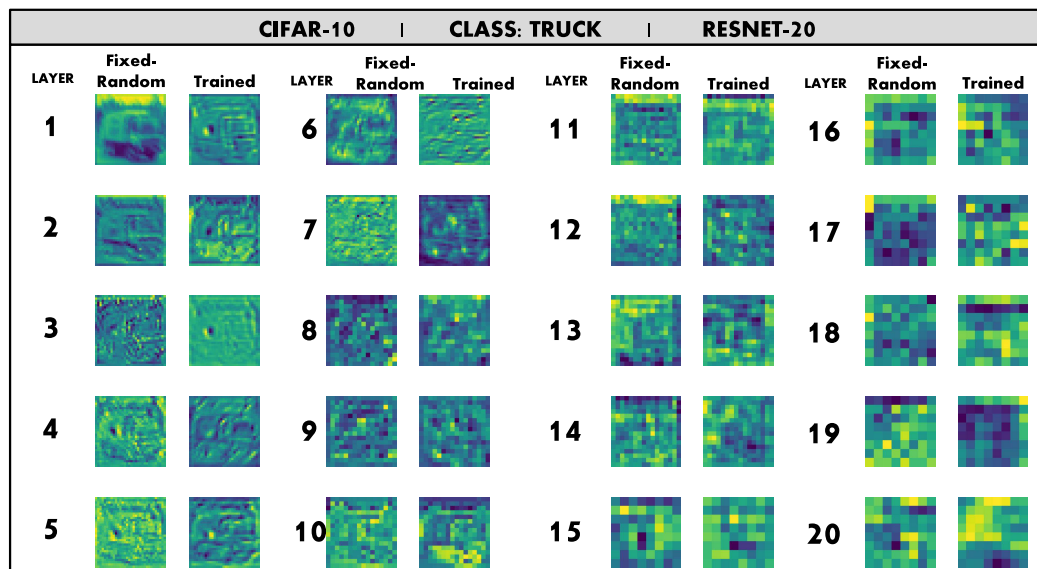 CIFAR-10 | CLASS: TRUCK | RESNET-20
LAYER Fixed-Random Trained LAYER Fixed-Random Trained LAYER Fixed-Random Trained LAYER Fixed-Random Trained
1 6 11 16
2 7 12 17
3 8 13 18
4 9 14 19
5 10 15 20